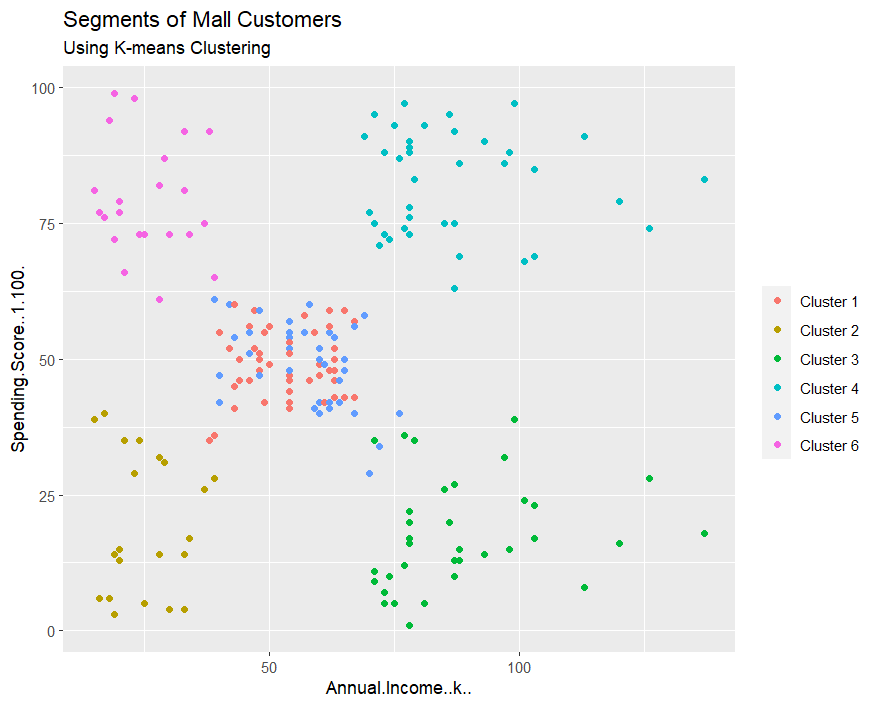 Segments of Mall Customers
Using K-means Clustering
100
75
50
25
0
50
100
Spending.Score..1.100.
Annual.Income..k..
Cluster 1
Cluster 2
Cluster 3
Cluster 4
Cluster 5
Cluster 6